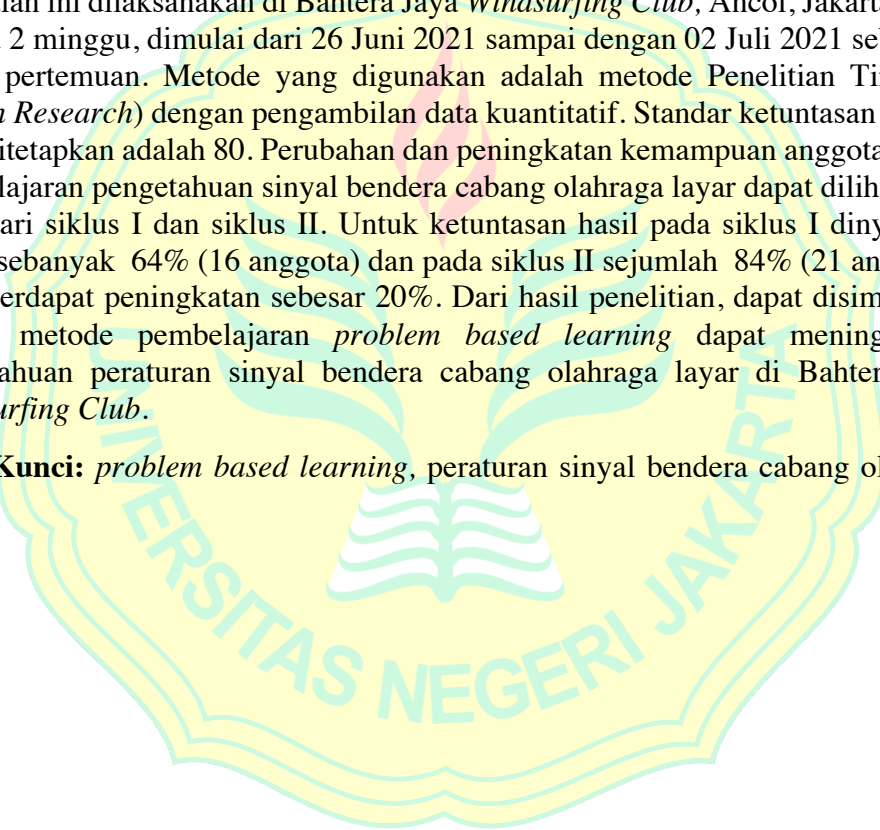 ini dilaksanakan di Bahtera Jaya Windsurfing Club, Ancol, Jakarta
2 minggu, dimulai dari 26 Juni 2021 sampai dengan 02 Juli 2021 seb
pertemuan. Metode yang digunakan adalah metode Penelitian Tin
n Research) dengan pengambilan data kuantitatif. Standar ketuntasan
itetapkan adalah 80. Perubahan dan peningkatan kemampuan anggota
lajaran pengetahuan sinyal bendera cabang olahraga layar dapat dilih
ari siklus I dan siklus II. Untuk ketuntasan hasil pada siklus I diny
sebanyak 64% (16 anggota) dan pada siklus II sejumlah 84% (21 an
erdapat peningkatan sebesar 20%. Dari hasil penelitian, dapat disim
metode pembelajaran problem based learning dapat mening
ahuan peraturan sinyal bendera cabang olahraga layar di Bahter
urfing Club.
Kunci: problem based learning, peraturan sinyal bendera cabang ol
UNIVERSITAS NEGERI JAKARTA